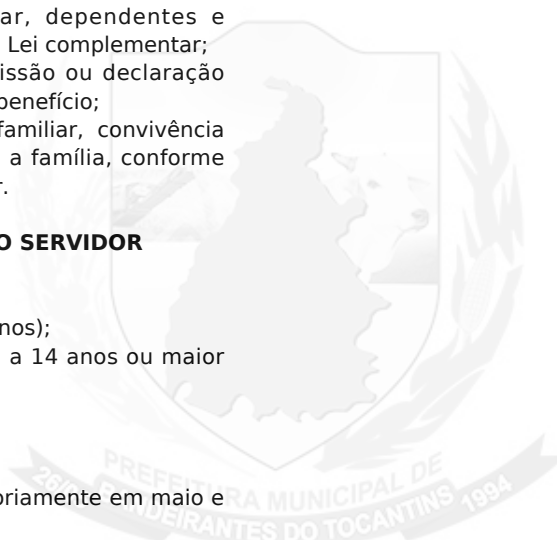 ar, dependentes e
Lei complementar;
issão ou declaração
benefício;
familiar, convivência
a família, conforme
r.
O SERVIDOR
nos);
a 14 anos ou maior
oriamente em maio e
PREFEITURA MUNICIPAL DE
BANDEIRANTES DO TOCANTINS
1994